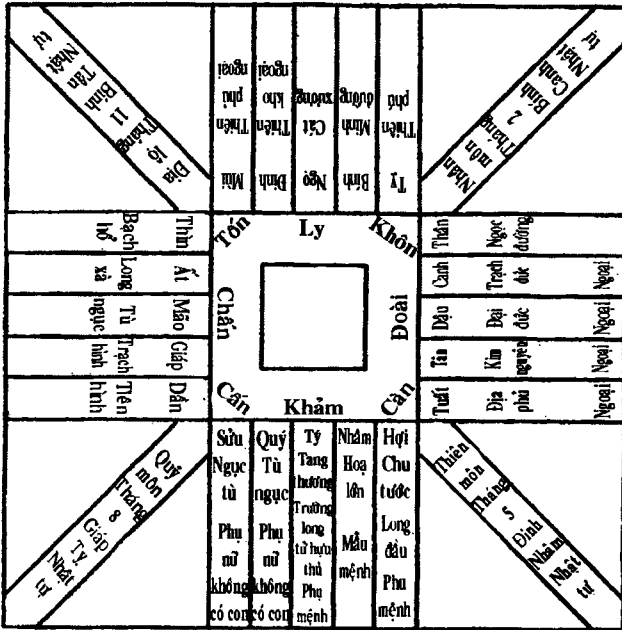 Địa lộ
Tháng 11
Bính Tân
Nhật tự
Mùi Thiên phủ ngoại
Đinh Thiên kho ngoại
Ngọ Cát xương
Bính Minh đường
Tỵ Thiên phủ
Nhân môn
Tháng 2
Bính Canh
Nhật tự
Thìn Bạch hổ
Ất Long xà
Mão Tù ngục
Giáp Trạch hình
Dần Tiên hình
Tốn
Ly
Khôn
Chấn
Đoài
Cấn
Khảm
Càn
Thân Ngọc đường
Canh Trạch đức Ngoại
Dậu Đại đức Ngoại
Tân Kim nguyên Ngoại
Tuất Địa phủ Ngoại
Quý môn
Tháng 8
Giáp Tỵ
Nhật tự
Sửu
Ngục
tù
Phụ
nữ
không
có con
Quý
Tù
ngục
Phụ
nữ
không
có con
Tý
Tang
thương
Trường
long
tử hựu
thủ
Phụ
mệnh
Nhâm
Hoạ
lớn
Mẫu
mệnh
Hợi
Chu
tước
Long
đầu
Phu
mệnh
Thiên môn
Tháng 5
Đinh Nhâm
Nhật tự